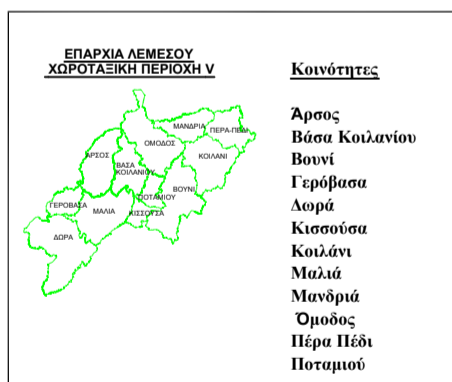 ΕΠΑΡΧΙΑ ΛΕΜΕΣΟΥ
ΧΩΡΟΤΑΞΙΚΗ ΠΕΡΙΟΧΗ V
ΜΑΝΔΡΙΑ
ΠΕΡΑ-ΠΕΔΙ
ΟΜΟΔΟΣ
ΑΡΣΟΣ
ΚΟΙΛΑΝΙ
ΒΑΣΑ
ΚΟΙΛΑΝΙΟΥ
ΒΟΥΝΙ
ΠΟΤΑΜΙΟΥ
ΓΕΡΟΒΑΣΑ
ΜΑΛΙΑ
ΚΙΣΣΟΥΣΑ
ΔΩΡΑ
Κοινότητες
Άρσος
Βάσα Κοιλανίου
Βουνί
Γερόβασα
Δωρά
Κισσούσα
Κοιλάνι
Μαλιά
Μανδριά
Όμοδος
Πέρα Πέδι
Ποταμιού